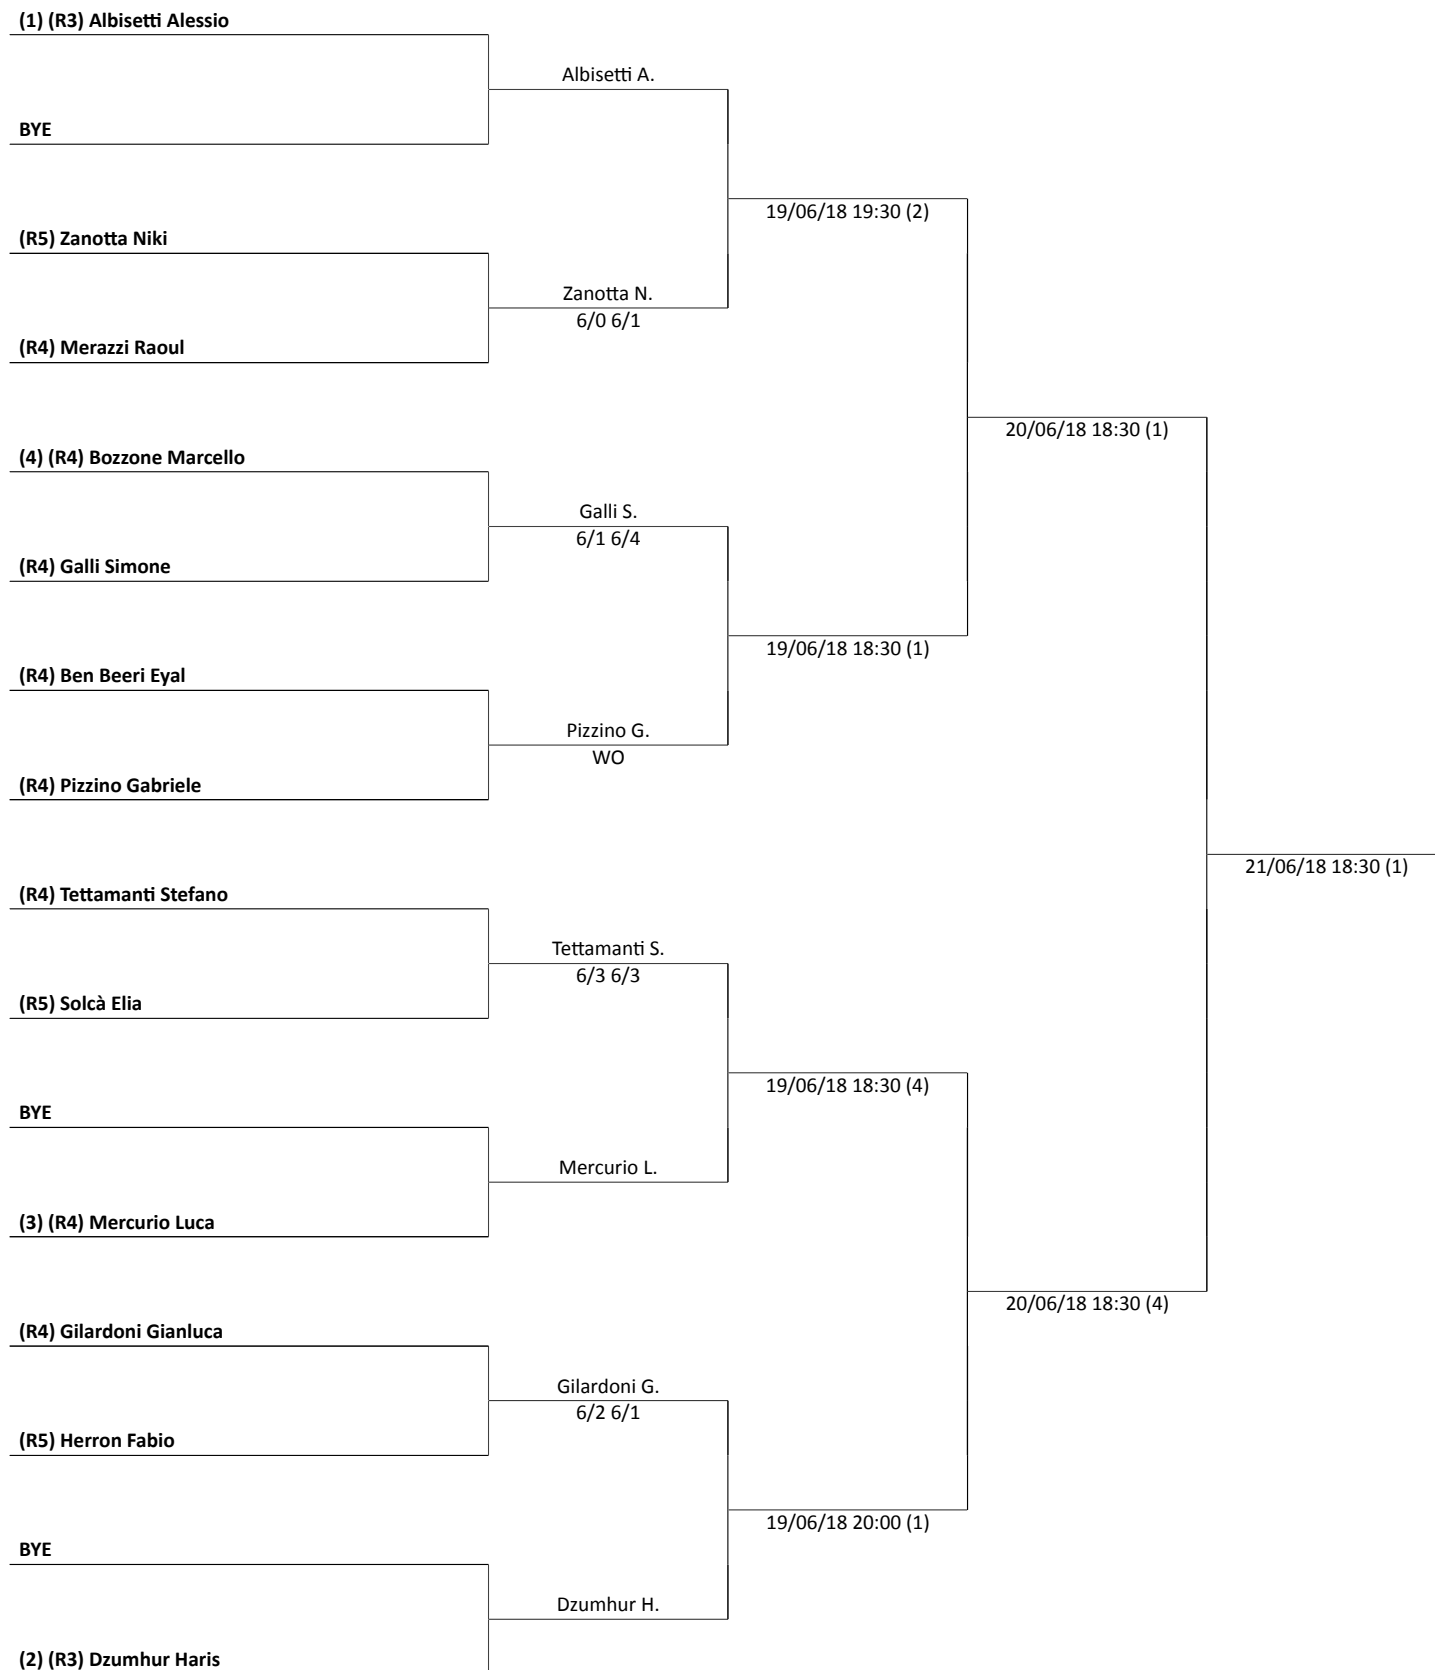 (1) (R3) Albisetti Alessio
Albisetti A.
BYE
19/06/18 19:30 (2)
(R5) Zanotta Niki
Zanotta N.
6/0 6/1
(R4) Merazzi Raoul
20/06/18 18:30 (1)
(4) (R4) Bozzone Marcello
Galli S.
6/1 6/4
(R4) Galli Simone
19/06/18 18:30 (1)
(R4) Ben Beeri Eyal
Pizzino G.
WO
(R4) Pizzino Gabriele
21/06/18 18:30 (1)
(R4) Tettamanti Stefano
Tettamanti S.
6/3 6/3
(R5) Solcà Elia
19/06/18 18:30 (4)
BYE
Mercurio L.
(3) (R4) Mercurio Luca
20/06/18 18:30 (4)
(R4) Gilardoni Gianluca
Gilardoni G.
6/2 6/1
(R5) Herron Fabio
19/06/18 20:00 (1)
BYE
Dzumhur H.
(2) (R3) Dzumhur Haris